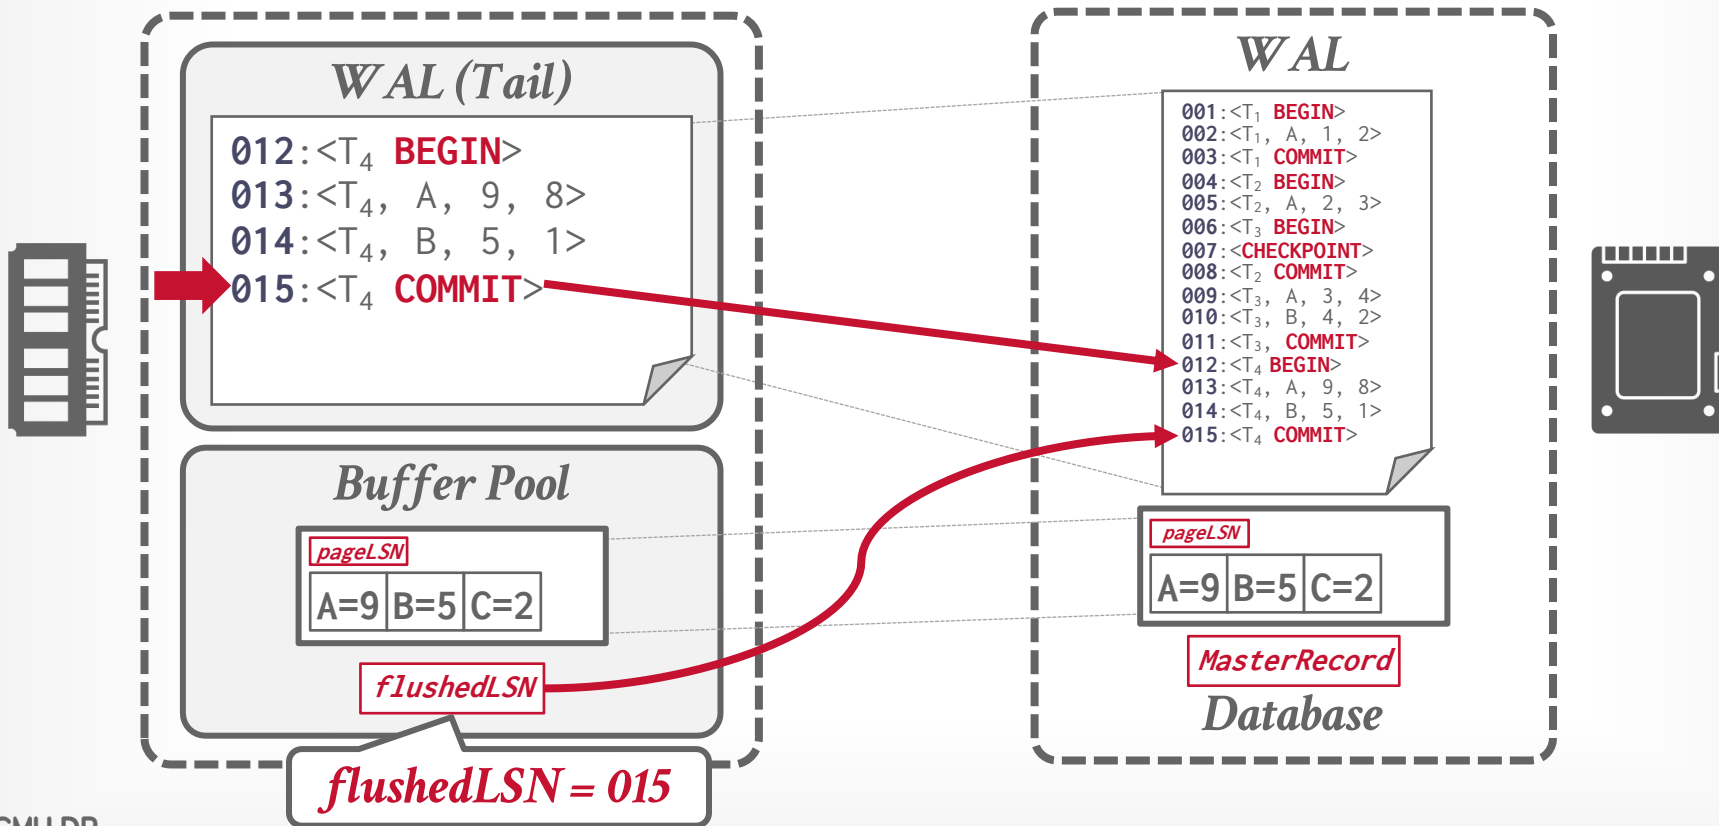 WAL (Tail)
012:<T₄ BEGIN>
013:<T₄, A, 9, 8>
014:<T₄, B, 5, 1>
015:<T₄ COMMIT>
Buffer Pool
pageLSN
A=9 B=5 C=2
flushedLSN
flushedLSN = 015
WAL
001:<T₁ BEGIN>
002:<T₁, A, 1, 2>
003:<T₁ COMMIT>
004:<T₂ BEGIN>
005:<T₂, A, 2, 3>
006:<T₃ BEGIN>
007:<CHECKPOINT>
008:<T₂ COMMIT>
009:<T₃, A, 3, 4>
010:<T₃, B, 4, 2>
011:<T₃, COMMIT>
012:<T₄ BEGIN>
013:<T₄, A, 9, 8>
014:<T₄, B, 5, 1>
015:<T₄ COMMIT>
pageLSN
A=9 B=5 C=2
MasterRecord
Database